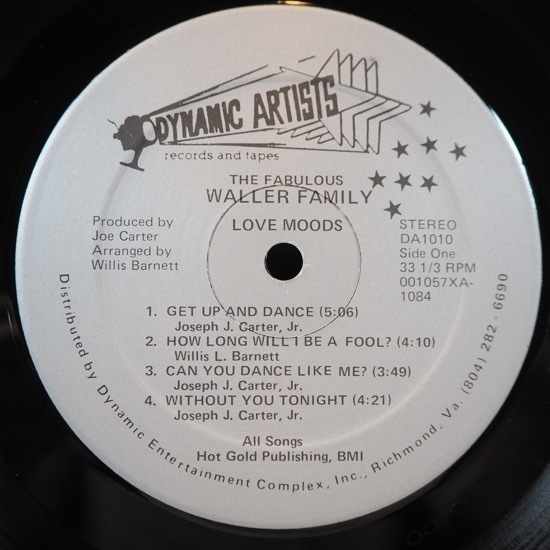 DYNAMIC ARTISTS
records and tapes
THE FABULOUS
WALLER FAMILY
LOVE MOODS
Produced by
Joe Carter
Arranged by
Willis Barnett
STEREO
DA1010
Side One
33 1/3 RPM
001057XA-
1084
1. GET UP AND DANCE (5:06)
Joseph J. Carter, Jr.
2. HOW LONG WILL I BE A FOOL? (4:10)
Willis L. Barnett
3. CAN YOU DANCE LIKE ME? (3:49)
Joseph J. Carter, Jr.
4. WITHOUT YOU TONIGHT (4:21)
Joseph J. Carter, Jr.
All Songs
Hot Gold Publishing, BMI
Distributed by Dynamic Entertainment Complex, Inc., Richmond, Va. (804) 282-6690